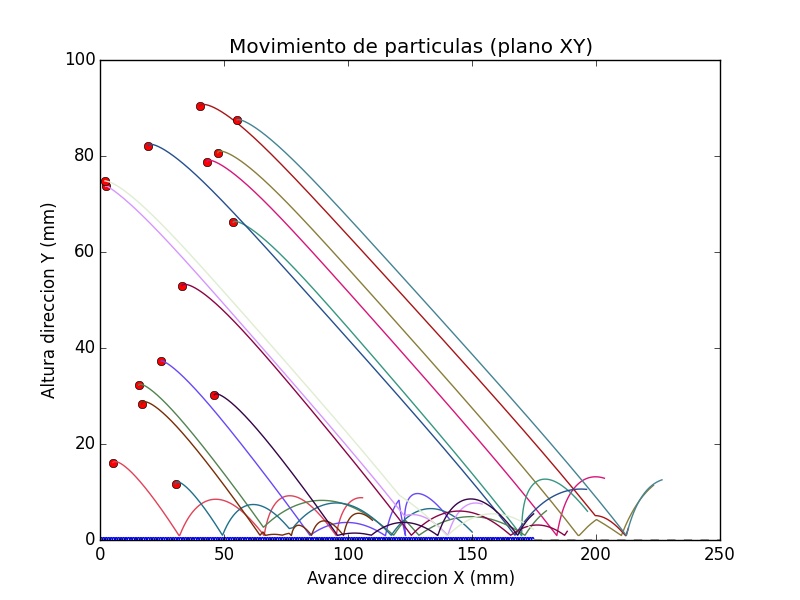 Movimiento de particulas (plano XY)
100
80
60
40
20
0
Altura direccion Y (mm)
0 50 100 150 200 250
Avance direccion X (mm)